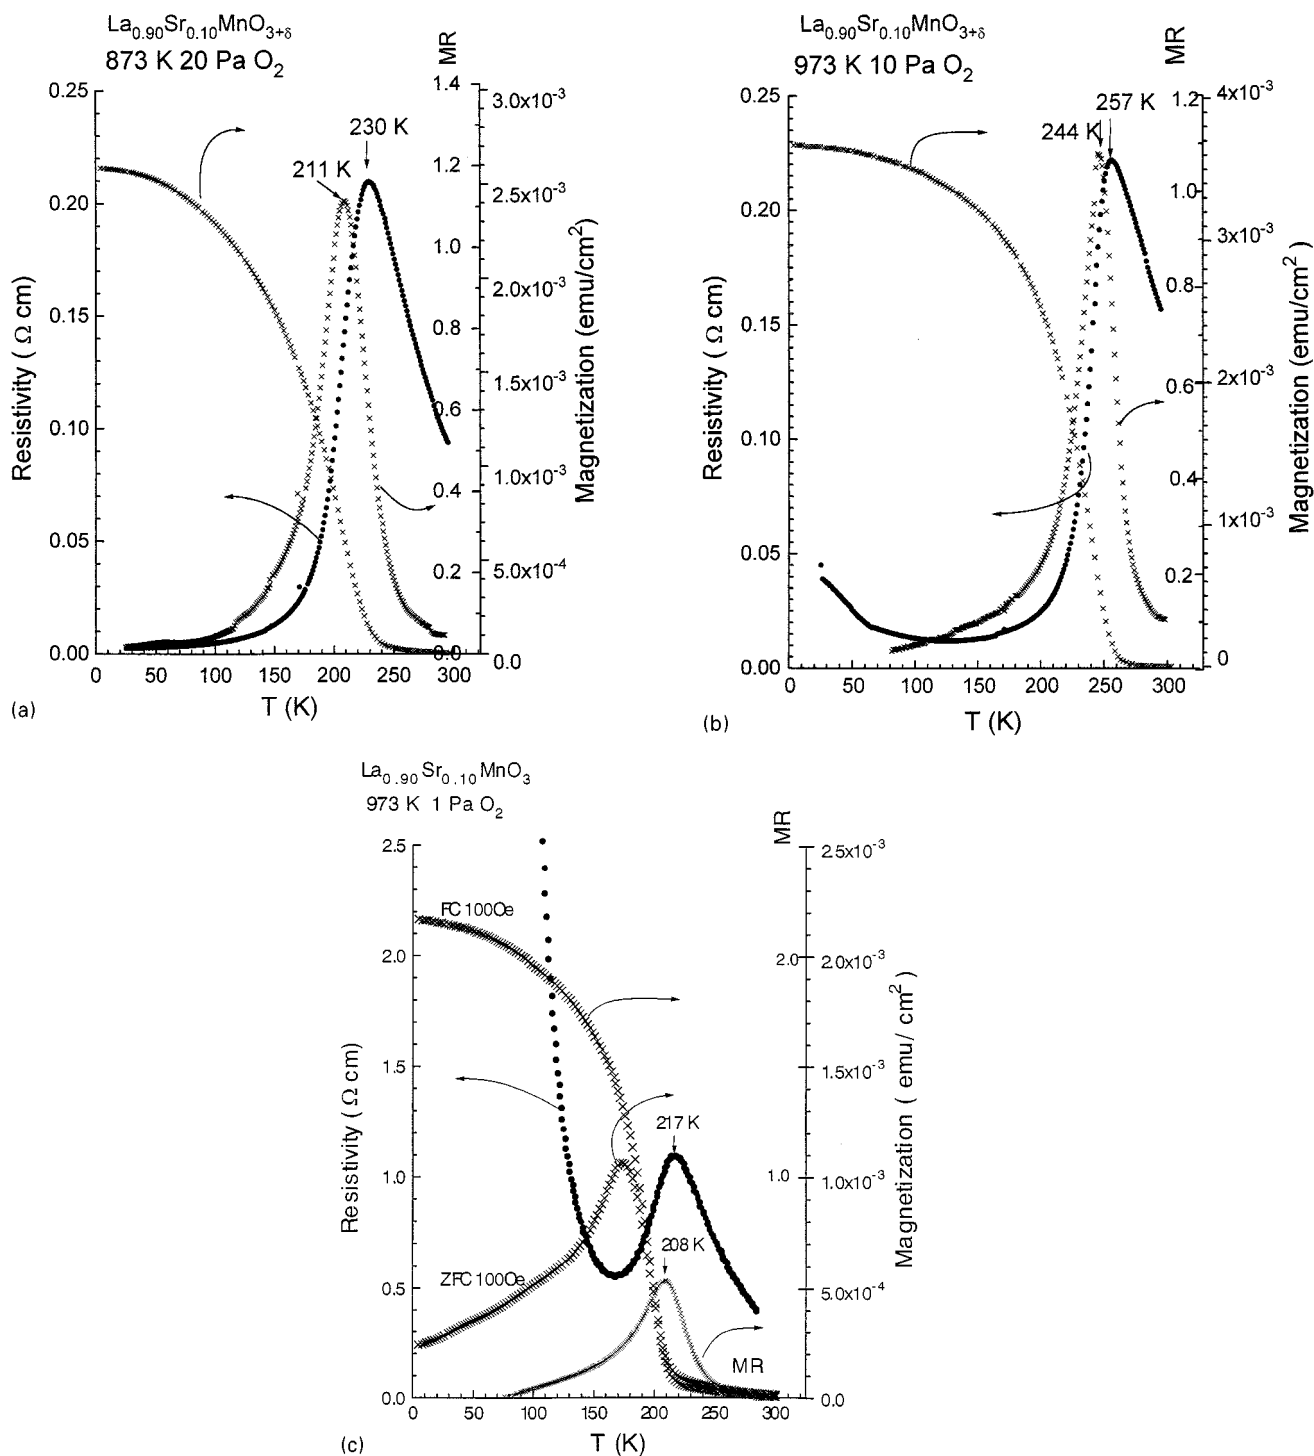 La0.90Sr0.10MnO3+δ
873 K 20 Pa O2
MR
0.25
0.20
0.15
0.10
0.05
0.00
Resistivity ( Ω cm)
211 K
230 K
1.4
1.2
1.0
0.8
0.6
0.4
0.2
0.0
3.0x10-3
2.5x10-3
2.0x10-3
1.5x10-3
1.0x10-3
5.0x10-4
0.0
Magnetization (emu/cm2)
0 50 100 150 200 250 300
T (K)
(a)
La0.90Sr0.10MnO3+δ
973 K 10 Pa O2
MR
0.25
0.20
0.15
0.10
0.05
0.00
Resistivity ( Ω cm)
244 K
257 K
1.2
1.0
0.8
0.6
0.4
0.2
0
4x10-3
3x10-3
2x10-3
1x10-3
Magnetization (emu/cm2)
0 50 100 150 200 250 300
T (K)
(b)
La0.90Sr0.10MnO3
973 K 1 Pa O2
MR
2.5
2.0
1.5
1.0
0.5
0.0
Resistivity ( Ω cm)
FC 100Oe
ZFC 100Oe
217 K
208 K
MR
2.0
1.0
2.5x10-3
2.0x10-3
1.5x10-3
1.0x10-3
5.0x10-4
0.0
Magnetization ( emu/ cm2)
0 50 100 150 200 250 300
T (K)
(c)